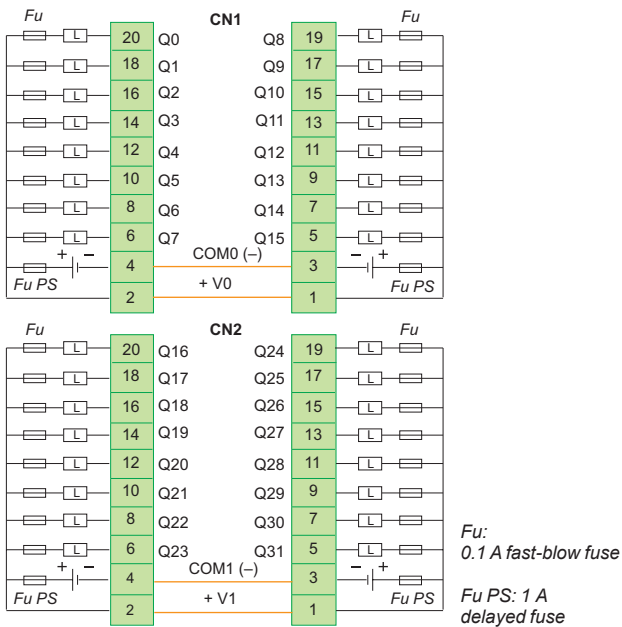 Fu CN1 Fu
L 20 Q0 Q8 19 L
L 18 Q1 Q9 17 L
L 16 Q2 Q10 15 L
L 14 Q3 Q11 13 L
L 12 Q4 Q12 11 L
L 10 Q5 Q13 9 L
L 8 Q6 Q14 7 L
L 6 Q7 Q15 5 L
+ − 4 COM0 (–) 3 − +
Fu PS Fu PS
2 + V0 1
Fu CN2 Fu
L 20 Q16 Q24 19 L
L 18 Q17 Q25 17 L
L 16 Q18 Q26 15 L
L 14 Q19 Q27 13 L
L 12 Q20 Q28 11 L
L 10 Q21 Q29 9 L
L 8 Q22 Q30 7 L
L 6 Q23 Q31 5 L
+ − 4 COM1 (–) 3 − +
Fu PS Fu PS
2 + V1 1
Fu:
0.1 A fast-blow fuse
Fu PS: 1 A
delayed fuse